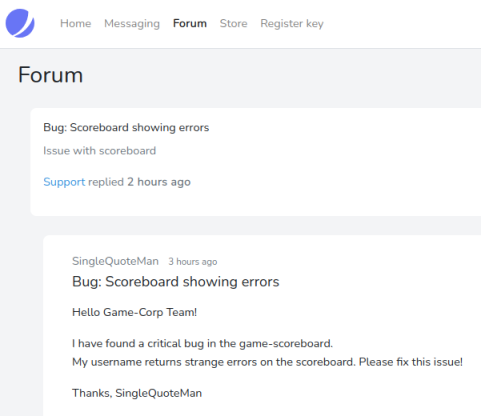 Home Messaging Forum Store Register key
Forum
Bug: Scoreboard showing errors
Issue with scoreboard
Support replied 2 hours ago
SingleQuoteMan 3 hours ago
Bug: Scoreboard showing errors
Hello Game-Corp Team!
I have found a critical bug in the game-scoreboard.
My username returns strange errors on the scoreboard. Please fix this issue!
Thanks, SingleQuoteMan